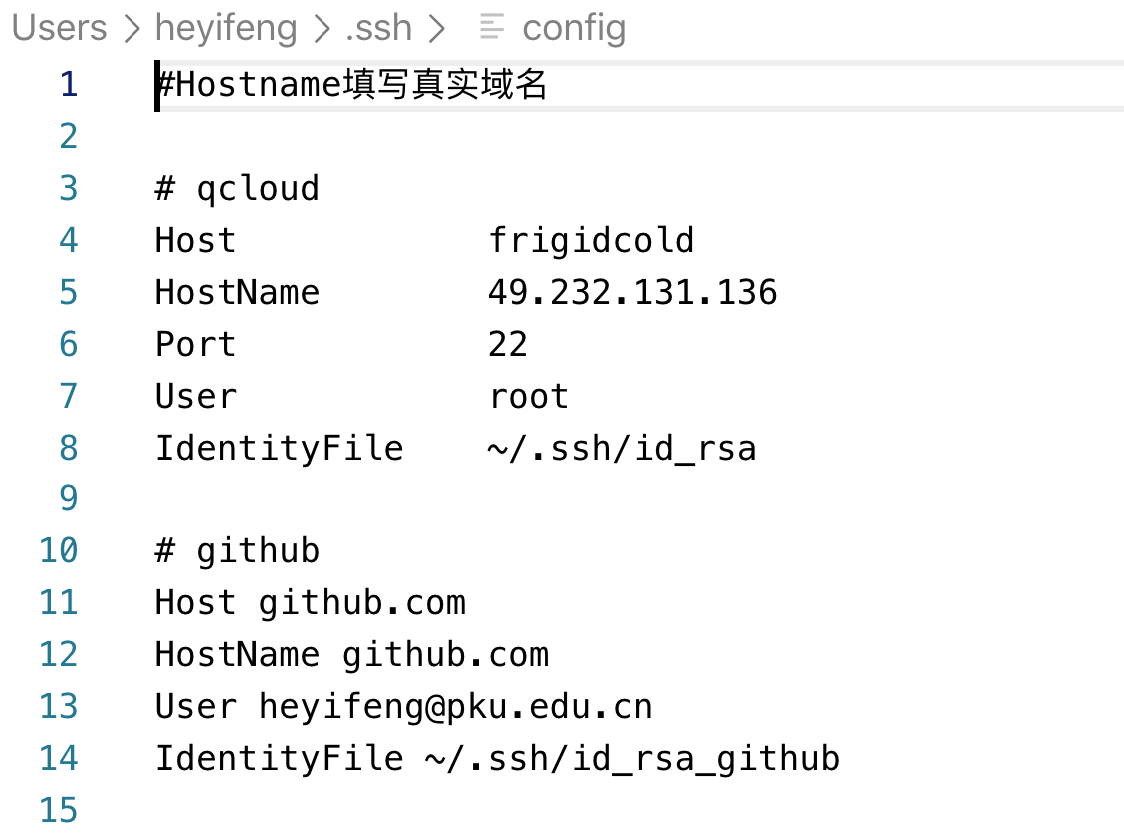 Users > heyifeng > .ssh > config
1 #Hostname填写真实域名
2
3 # qcloud
4 Host frigidcold
5 HostName 49.232.131.136
6 Port 22
7 User root
8 IdentityFile ~/.ssh/id_rsa
9
10 # github
11 Host github.com
12 HostName github.com
13 User heyifeng@pku.edu.cn
14 IdentityFile ~/.ssh/id_rsa_github
15